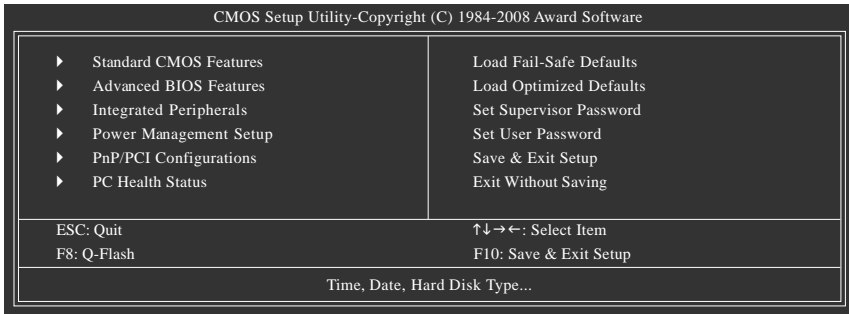 CMOS Setup Utility-Copyright (C) 1984-2008 Award Software
Standard CMOS Features
Advanced BIOS Features
Integrated Peripherals
Power Management Setup
PnP/PCI Configurations
PC Health Status
Load Fail-Safe Defaults
Load Optimized Defaults
Set Supervisor Password
Set User Password
Save & Exit Setup
Exit Without Saving
ESC: Quit
F8: Q-Flash
↑↓→←: Select Item
F10: Save & Exit Setup
Time, Date, Hard Disk Type...